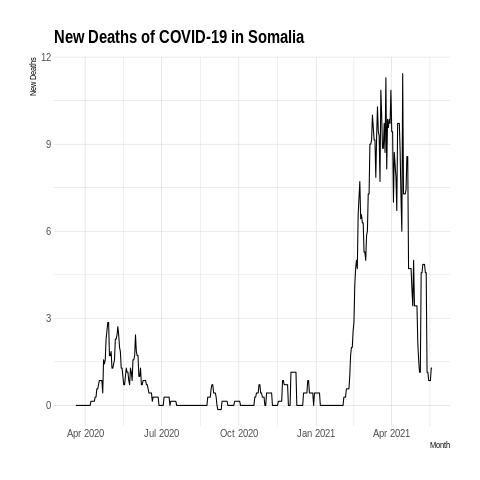 New Deaths of COVID-19 in Somalia
New Deaths
12
9
6
3
0
Apr 2020 Jul 2020 Oct 2020 Jan 2021 Apr 2021
Month